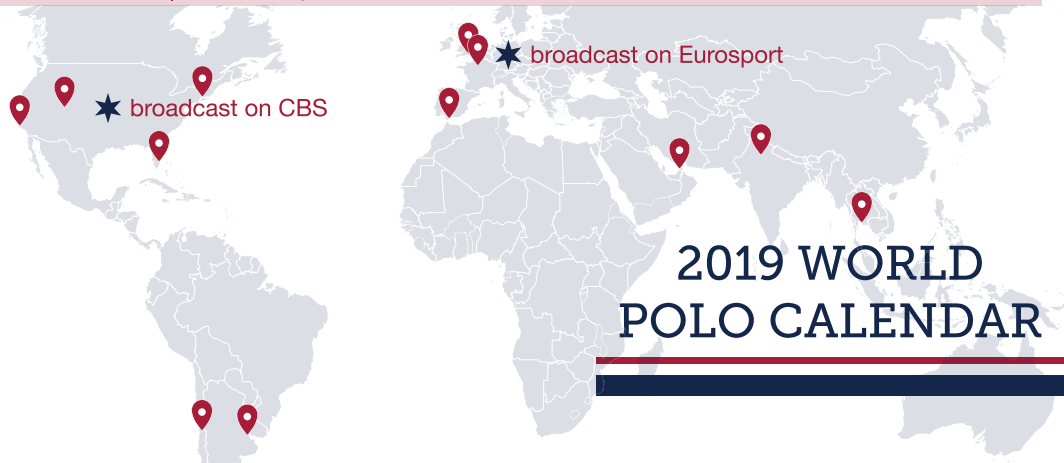 broadcast on Eurosport
broadcast on CBS
2019 WORLD
POLO CALENDAR